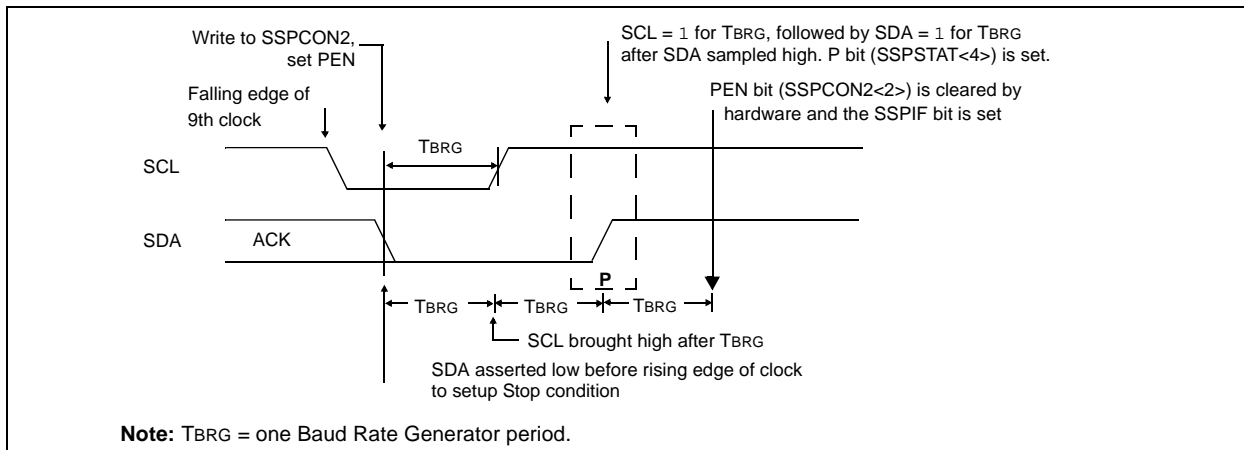 Write to SSPCON2,
set PEN
SCL = 1 for TBRG, followed by SDA = 1 for TBRG
after SDA sampled high. P bit (SSPSTAT<4>) is set.
Falling edge of
9th clock
PEN bit (SSPCON2<2>) is cleared by
hardware and the SSPIF bit is set
TBRG
SCL
SDA
ACK
P
TBRG
TBRG
TBRG
SCL brought high after TBRG
SDA asserted low before rising edge of clock
to setup Stop condition
Note: TBRG = one Baud Rate Generator period.